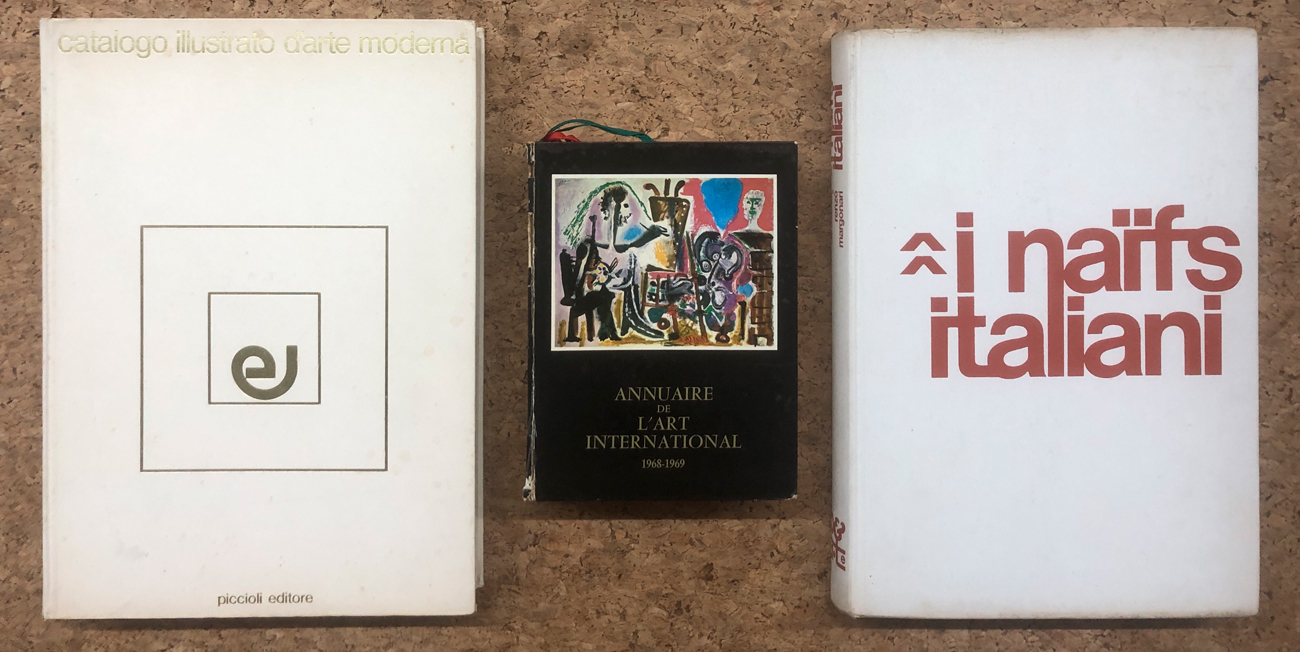 catalogo illustrato d'arte moderna
e
piccioli editore
ANNUAIRE
DE
L'ART
INTERNATIONAL
1968-1969
italiani
renzo
margonari
i naïfs
italiani